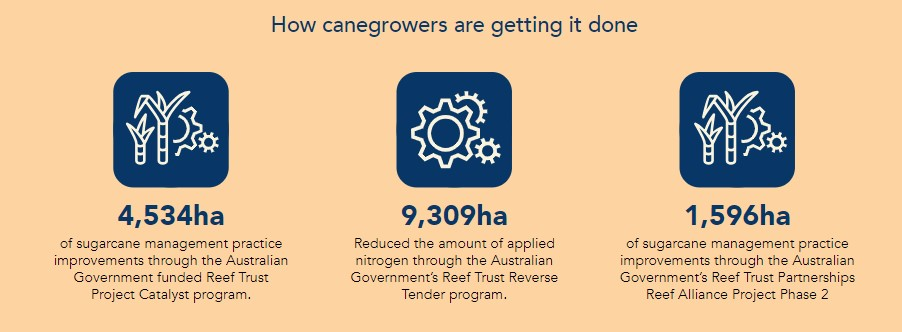 How canegrowers are getting it done
4,534ha
of sugarcane management practice
improvements through the Australian
Government funded Reef Trust
Project Catalyst program.
9,309ha
Reduced the amount of applied
nitrogen through the Australian
Government's Reef Trust Reverse
Tender program.
1,596ha
of sugarcane management practice
improvements through the Australian
Government's Reef Trust Partnerships
Reef Alliance Project Phase 2